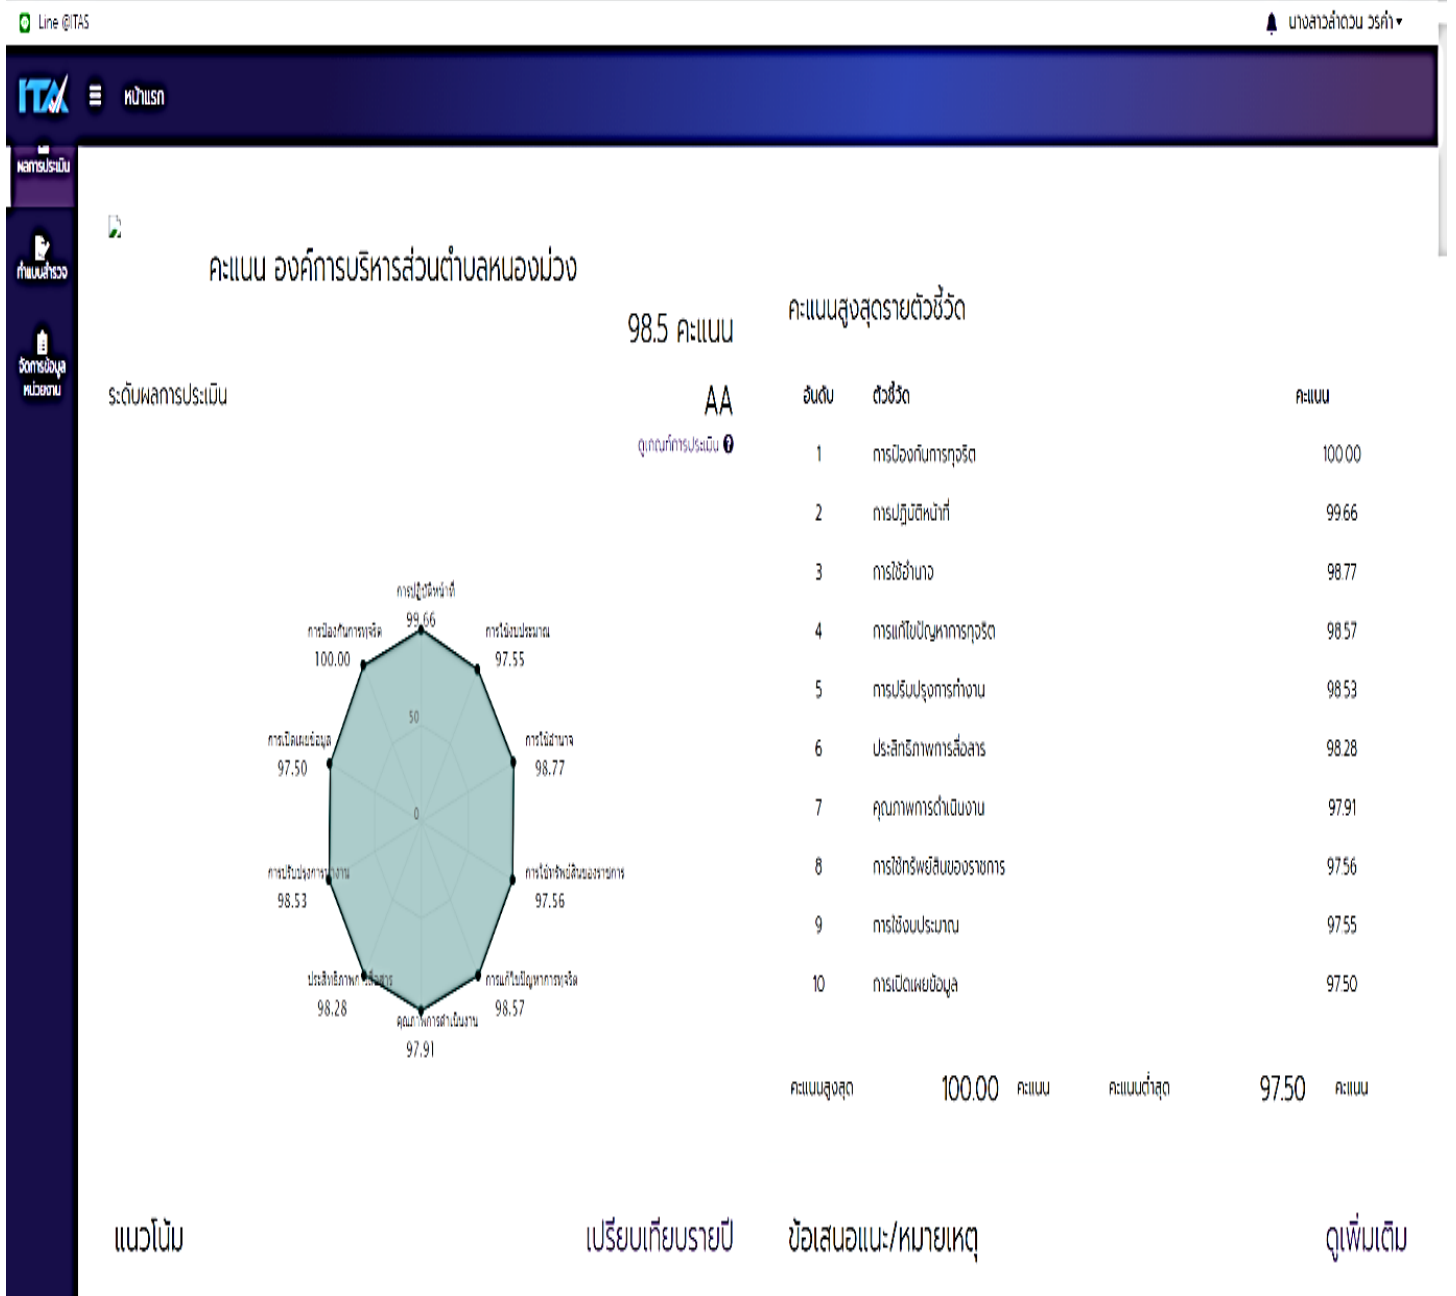 Line @ITAS
นางสาวลำดวน วรคำ
ITA
หน้าแรก
ผลการประเมิน
ทำแบบสำรวจ
จัดการข้อมูล
หน่วยงาน
คะแนน องค์การบริหารส่วนตำบลหนองม่วง
98.5 คะแนน
ระดับผลการประเมิน
AA
ดูเกณฑ์การประเมิน
การปฏิบัติหน้าที่
99.66
การป้องกันการทุจริต
100.00
การใช้งบประมาณ
97.55
50
การเปิดเผยข้อมูล
97.50
การใช้อำนาจ
98.77
0
การปรับปรุงการทำงาน
98.53
การใช้ทรัพย์สินของราชการ
97.56
ประสิทธิภาพการสื่อสาร
98.28
การแก้ไขปัญหาการทุจริต
98.57
คุณภาพการดำเนินงาน
97.91
คะแนนสูงสุดรายตัวชี้วัด
อันดับ ตัวชี้วัด คะแนน
1 การป้องกันการทุจริต 100.00
2 การปฏิบัติหน้าที่ 99.66
3 การใช้อำนาจ 98.77
4 การแก้ไขปัญหาการทุจริต 98.57
5 การปรับปรุงการทำงาน 98.53
6 ประสิทธิภาพการสื่อสาร 98.28
7 คุณภาพการดำเนินงาน 97.91
8 การใช้ทรัพย์สินของราชการ 97.56
9 การใช้งบประมาณ 97.55
10 การเปิดเผยข้อมูล 97.50
คะแนนสูงสุด 100.00 คะแนน คะแนนต่ำสุด 97.50 คะแนน
แนวโน้ม เปรียบเทียบรายปี
ข้อเสนอแนะ/หมายเหตุ ดูเพิ่มเติม